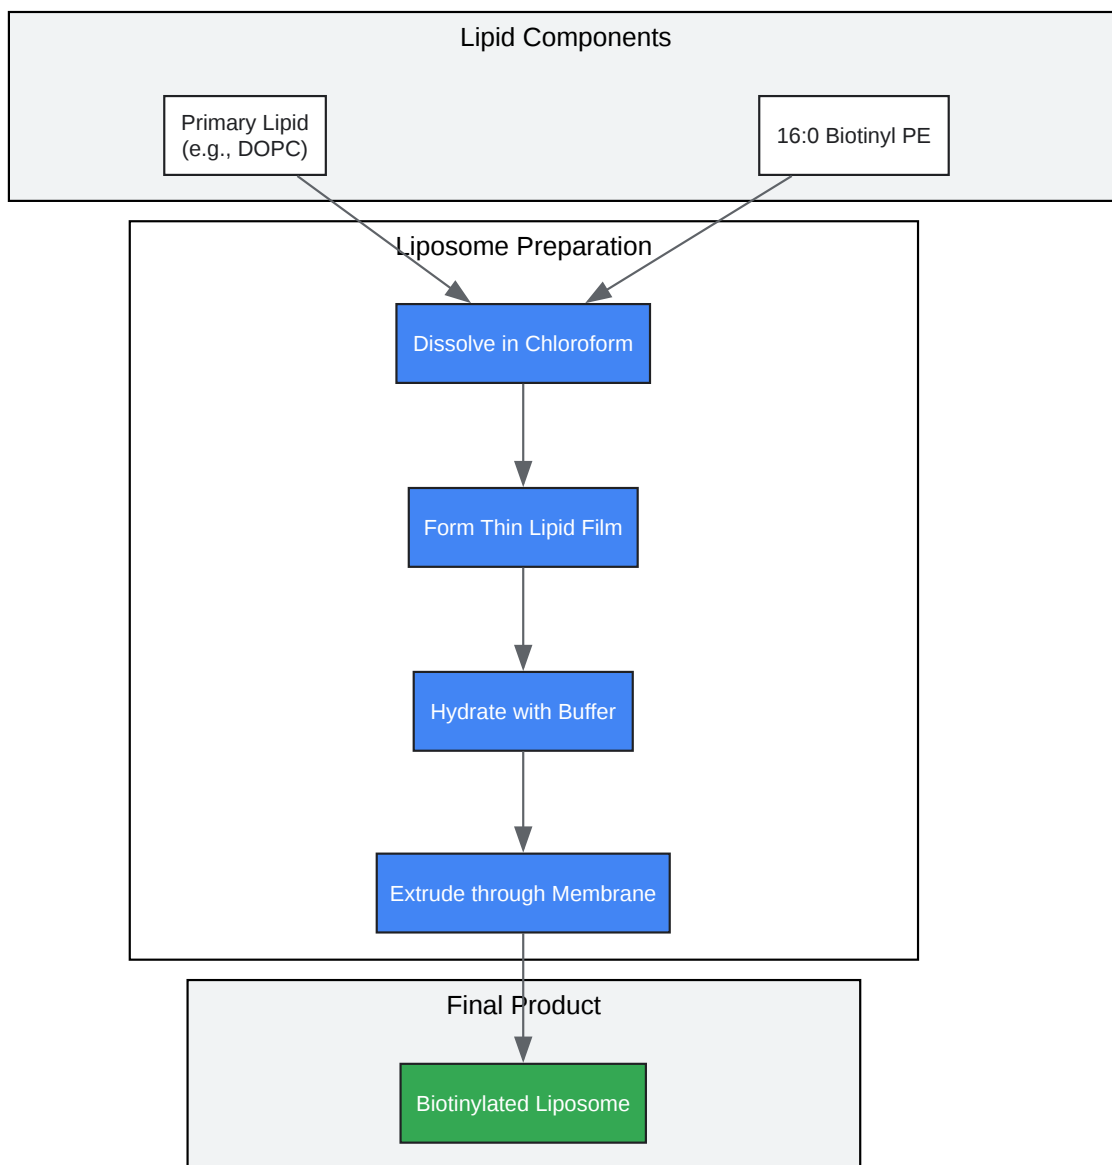 Lipid Components
Primary Lipid
(e.g., DOPC)
16:0 Biotinyl PE
Liposome Preparation
Dissolve in Chloroform
Form Thin Lipid Film
Hydrate with Buffer
Extrude through Membrane
Final Product
Biotinylated Liposome